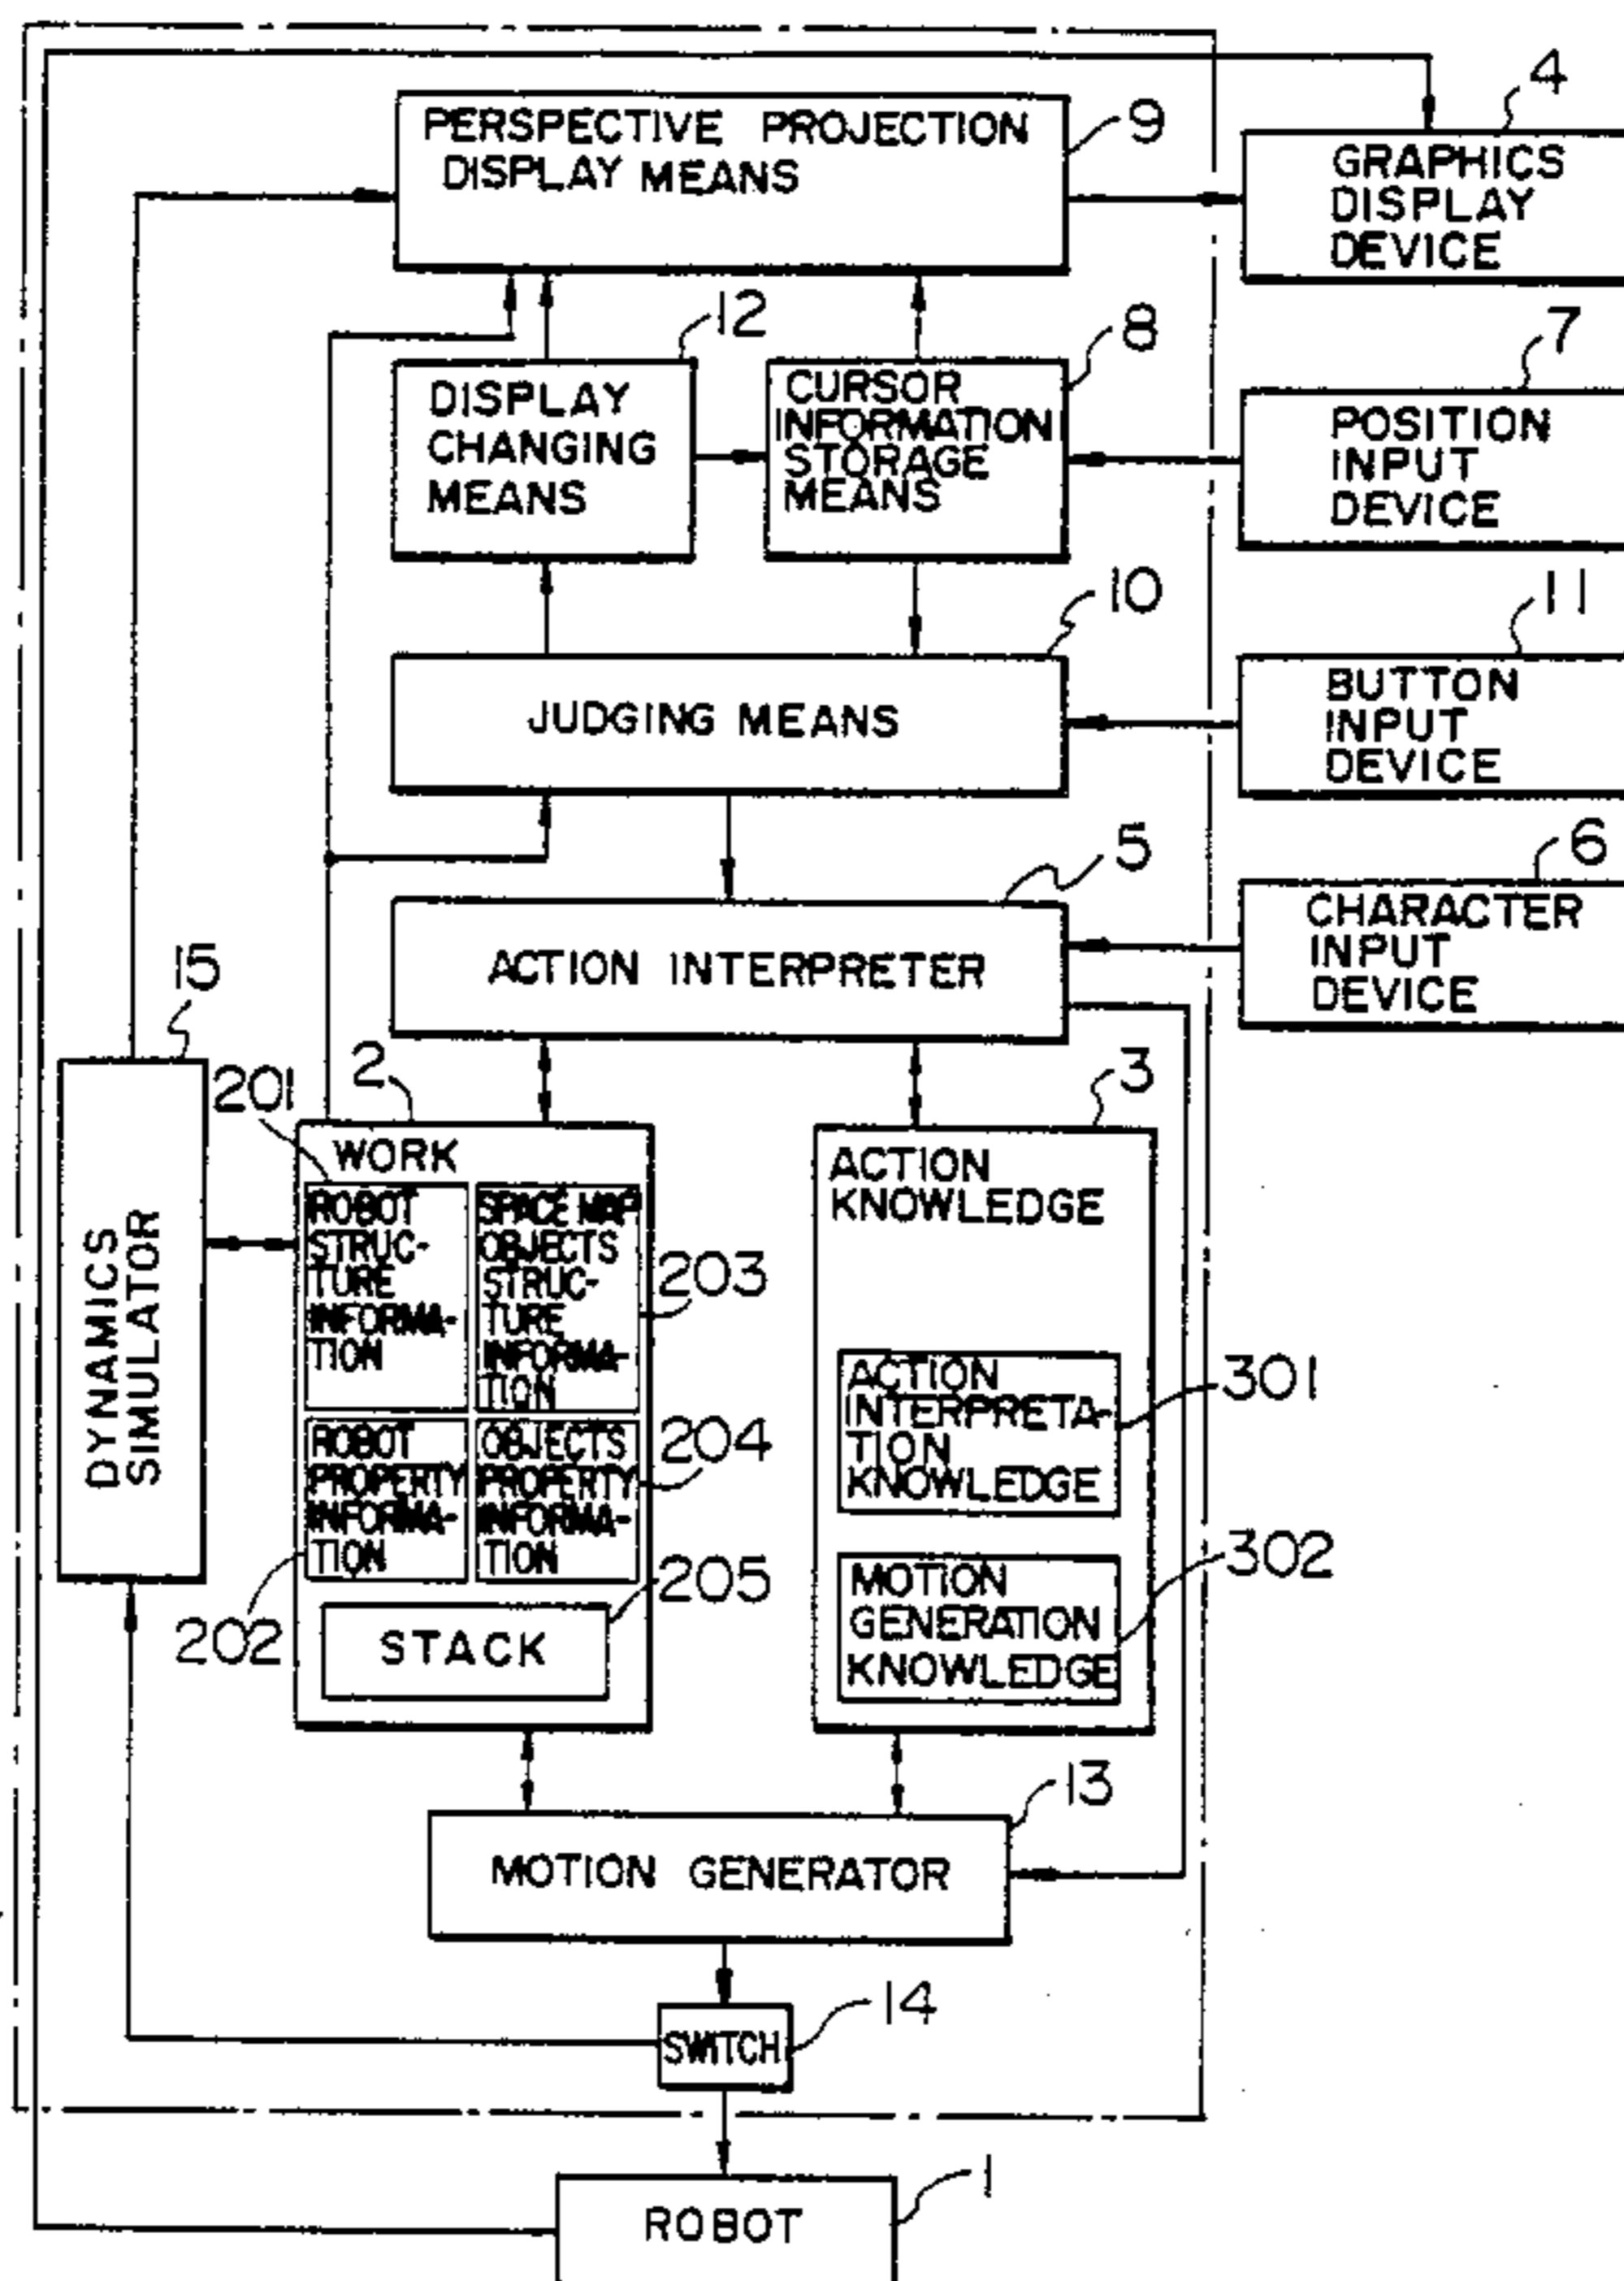 4
PERSPECTIVE PROJECTION
DISPLAY MEANS
9
GRAPHICS
DISPLAY
DEVICE
12
8
7
DISPLAY
CHANGING
MEANS
CURSOR
INFORMATION
STORAGE
MEANS
POSITION
INPUT
DEVICE
10
11
JUDGING MEANS
BUTTON
INPUT
DEVICE
5
6
ACTION INTERPRETER
CHARACTER
INPUT
DEVICE
15
201
2
3
DYNAMICS
SIMULATOR
WORK
ROBOT
STRUC-
TURE
INFORMA-
TION
SPACE MAP
OBJECTS
STRUC-
TURE
INFORMA-
TION
203
ROBOT
PROPERTY
INFORMA-
TION
OBJECTS
PROPERTY
INFORMA-
TION
204
202
STACK
205
ACTION
KNOWLEDGE
ACTION
INTERPRETA-
TION
KNOWLEDGE
301
MOTION
GENERATION
KNOWLEDGE
302
13
MOTION GENERATOR
14
SWITCH
1
ROBOT